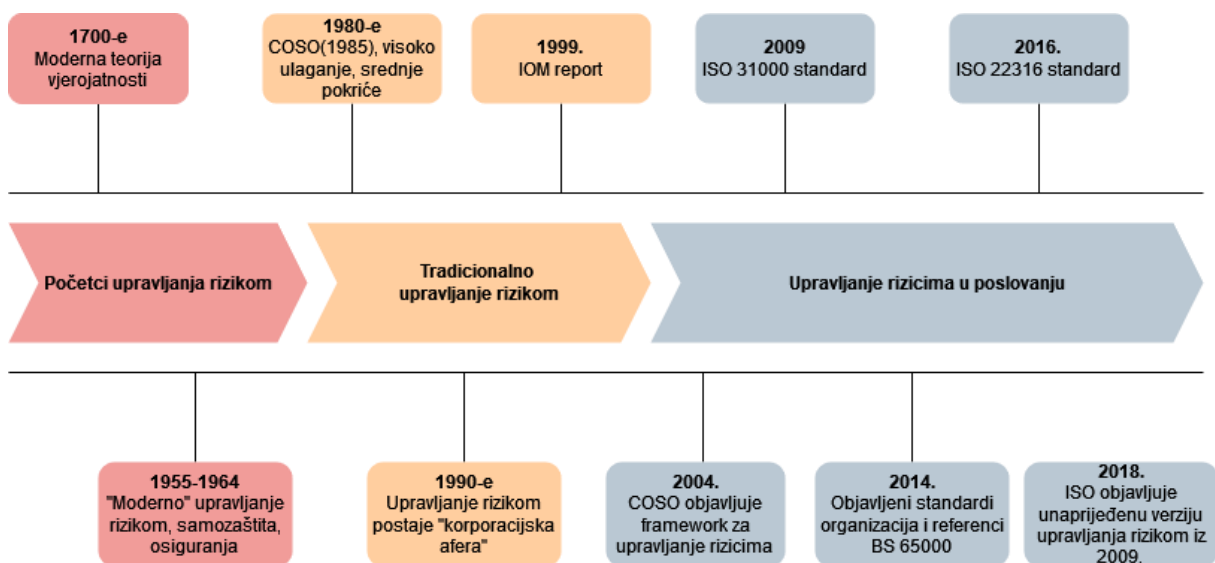 1700-e
Moderna teorija
vjerojatnosti
1980-e
COSO(1985), visoko
ulaganje, srednje
pokriće
1999.
IOM report
2009
ISO 31000 standard
2016.
ISO 22316 standard
Početci upravljanja rizikom
Tradicionalno
upravljanje rizikom
Upravljanje rizicima u poslovanju
1955-1964
"Moderno" upravljanje
rizikom, samozaštita,
osiguranja
1990-e
Upravljanje rizikom
postaje "korporacijska
afera"
2004.
COSO objavljuje
framework za
upravljanje rizicima
2014.
Objavljeni standardi
organizacija i referenci
BS 65000
2018.
ISO objavljuje
unaprijeđenu verziju
upravljanja rizikom iz
2009.